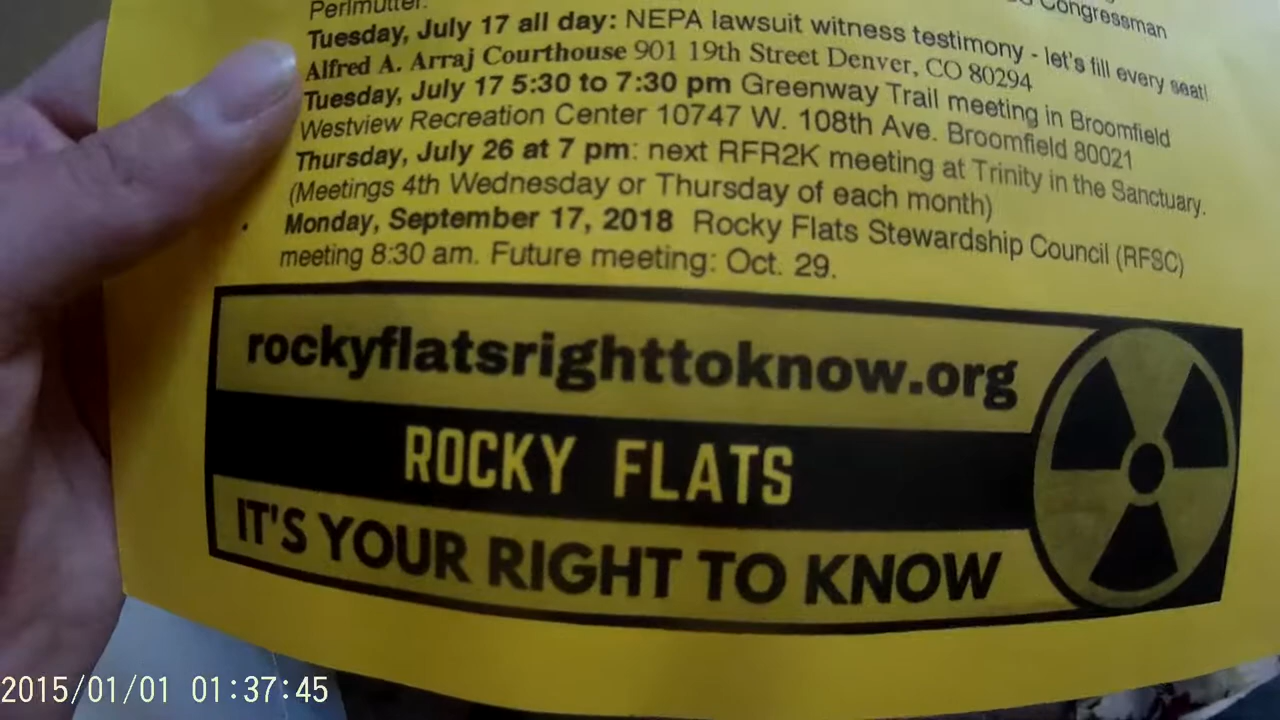 Perlmutter.
Congressman
Tuesday, July 17 all day: NEPA lawsuit witness testimony - let's fill every seat!
Alfred A. Arraj Courthouse 901 19th Street Denver, CO 80294
Tuesday, July 17 5:30 to 7:30 pm Greenway Trail meeting in Broomfield
Westview Recreation Center 10747 W. 108th Ave. Broomfield 80021
Thursday, July 26 at 7 pm: next RFR2K meeting at Trinity in the Sanctuary.
(Meetings 4th Wednesday or Thursday of each month)
• Monday, September 17, 2018 Rocky Flats Stewardship Council (RFSC)
meeting 8:30 am. Future meeting: Oct. 29.
rockyflatsrighttoknow.org
ROCKY FLATS
IT'S YOUR RIGHT TO KNOW
2015/01/01 01:37:45